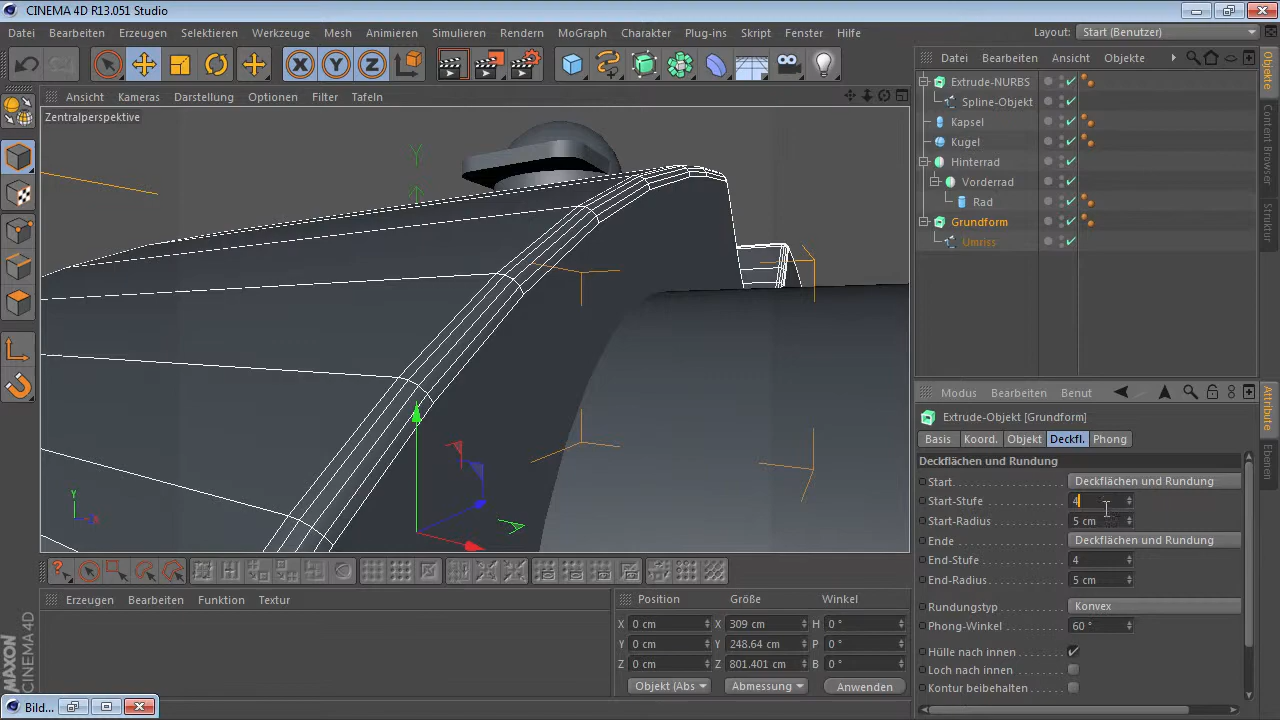 CINEMA 4D R13.051 Studio
Datei Bearbeiten Erzeugen Selektieren Werkzeuge Mesh Animieren Simulieren Rendern MoGraph Charakter Plug-ins Skript Fenster Hilfe Layout: Start (Benutzer)
Ansicht Kameras Darstellung Optionen Filter Tafeln
Zentralperspektive
Y
Y
X
Datei Bearbeiten Ansicht Objekte
Extrude-NURBS
Spline-Objekt
Kapsel
Kugel
Hinterrad
Vorderrad
Rad
Grundform
Umriss
Objekte
Content Browser
Struktur
Modus Bearbeiten Benut
Extrude-Objekt [Grundform]
Basis Koord. Objekt Deckfl. Phong
Deckflächen und Rundung
Start Deckflächen und Rundung
Start-Stufe 4
Start-Radius 5 cm
Ende Deckflächen und Rundung
End-Stufe 4
End-Radius 5 cm
Rundungstyp Konvex
Phong-Winkel 60 °
Hülle nach innen
Loch nach innen
Kontur beibehalten
Attribute
Ebenen
Erzeugen Bearbeiten Funktion Textur
Position Größe Winkel
X 0 cm X 309 cm H 0 °
Y 0 cm Y 248.64 cm P 0 °
Z 0 cm Z 801.401 cm B 0 °
Objekt (Abs Abmessung Anwenden
MAXON CINEMA 4D
Bild...